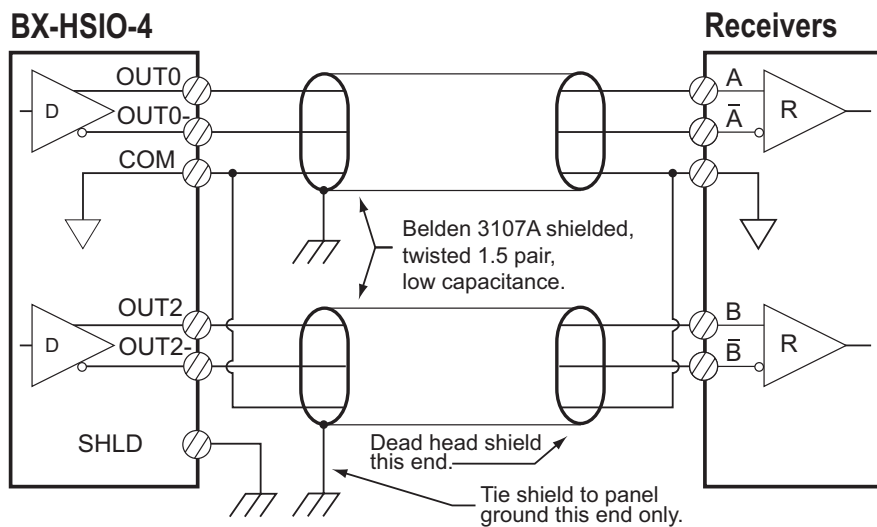 BX-HSIO-4
Receivers
OUT0
A
D
OUT0-
A̅
R
COM
Belden 3107A shielded,
twisted 1.5 pair,
low capacitance.
OUT2
B
D
OUT2-
B̅
R
SHLD
Dead head shield
this end.
Tie shield to panel
ground this end only.